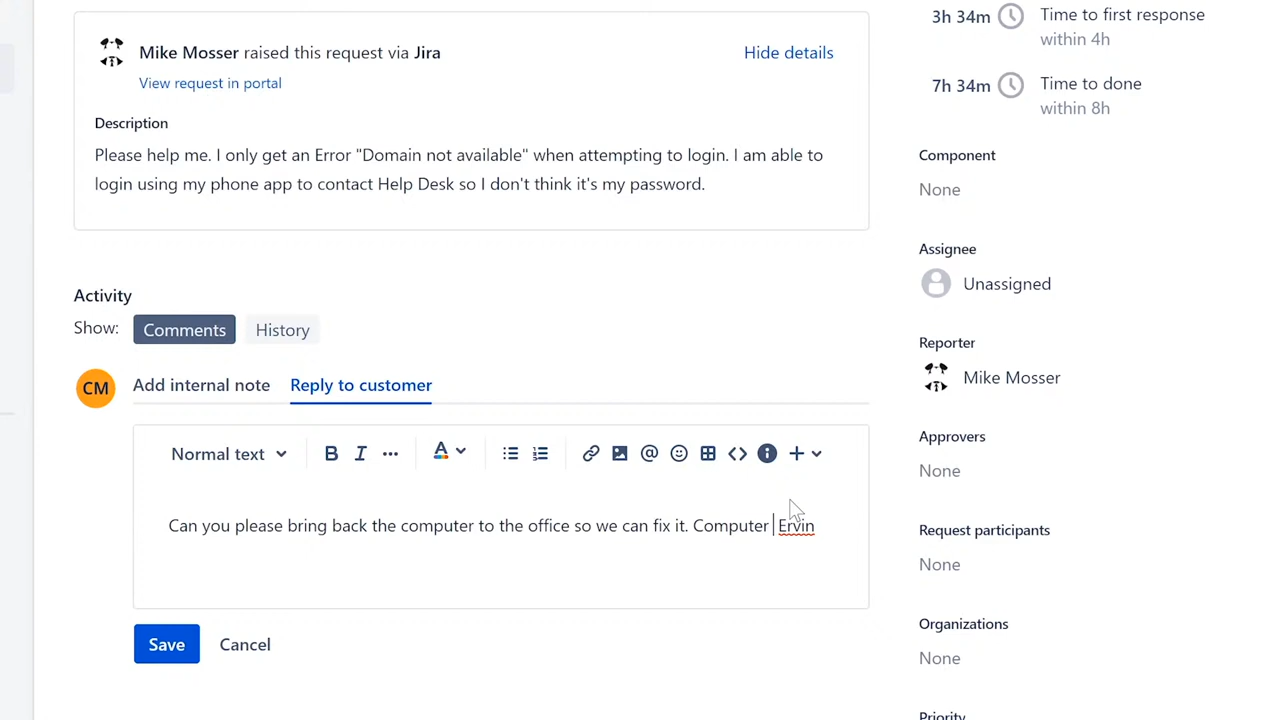 Mike Mosser raised this request via Jira
Hide details
View request in portal
Description
Please help me. I only get an Error "Domain not available" when attempting to login. I am able to
login using my phone app to contact Help Desk so I don't think it's my password.
Activity
Show: Comments History
CM Add internal note Reply to customer
Normal text B I ... A @ <> i +
Can you please bring back the computer to the office so we can fix it. Computer Ervin
Save Cancel
3h 34m Time to first response
within 4h
7h 34m Time to done
within 8h
Component
None
Assignee
Unassigned
Reporter
Mike Mosser
Approvers
None
Request participants
None
Organizations
None
Priority